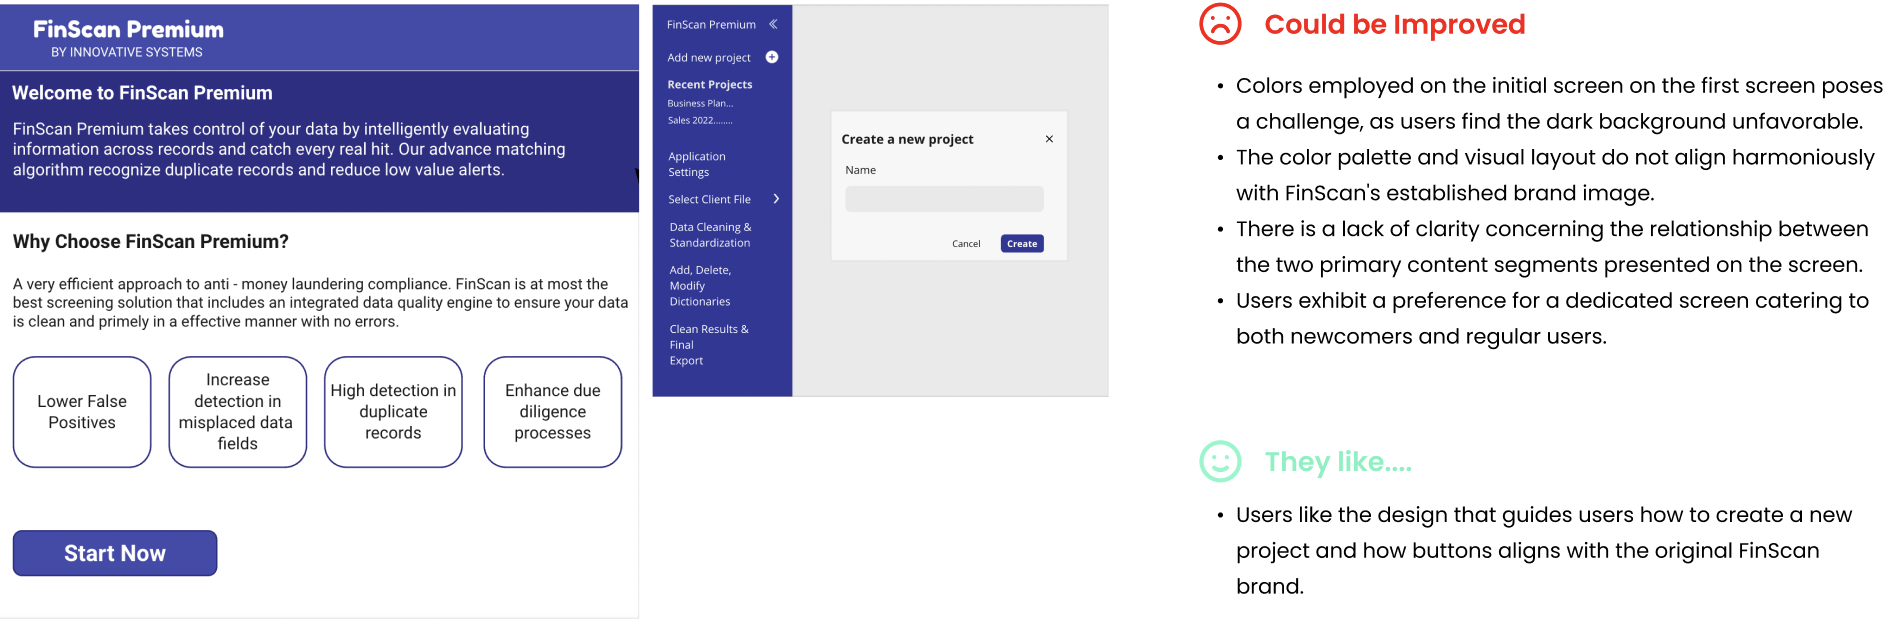 FinScan Premium
BY INNOVATIVE SYSTEMS
Welcome to FinScan Premium
FinScan Premium takes control of your data by intelligently evaluating
information across records and catch every real hit. Our advance matching
algorithm recognize duplicate records and reduce low value alerts.
Why Choose FinScan Premium?
A very efficient approach to anti - money laundering compliance. FinScan is at most the
best screening solution that includes an integrated data quality engine to ensure your data
is clean and primely in a effective manner with no errors.
Lower False
Positives
Increase
detection in
misplaced data
fields
High detection in
duplicate
records
Enhance due
diligence
processes
Start Now
FinScan Premium
Add new project
Recent Projects
Business Plan...
Sales 2022........
Application
Settings
Select Client File
Data Cleaning &
Standardization
Add, Delete,
Modify
Dictionaries
Clean Results &
Final
Export
Create a new project
Name
Cancel
Create
Could be Improved
• Colors employed on the initial screen on the first screen poses
a challenge, as users find the dark background unfavorable.
• The color palette and visual layout do not align harmoniously
with FinScan's established brand image.
• There is a lack of clarity concerning the relationship between
the two primary content segments presented on the screen.
• Users exhibit a preference for a dedicated screen catering to
both newcomers and regular users.
They like....
• Users like the design that guides users how to create a new
project and how buttons aligns with the original FinScan
brand.